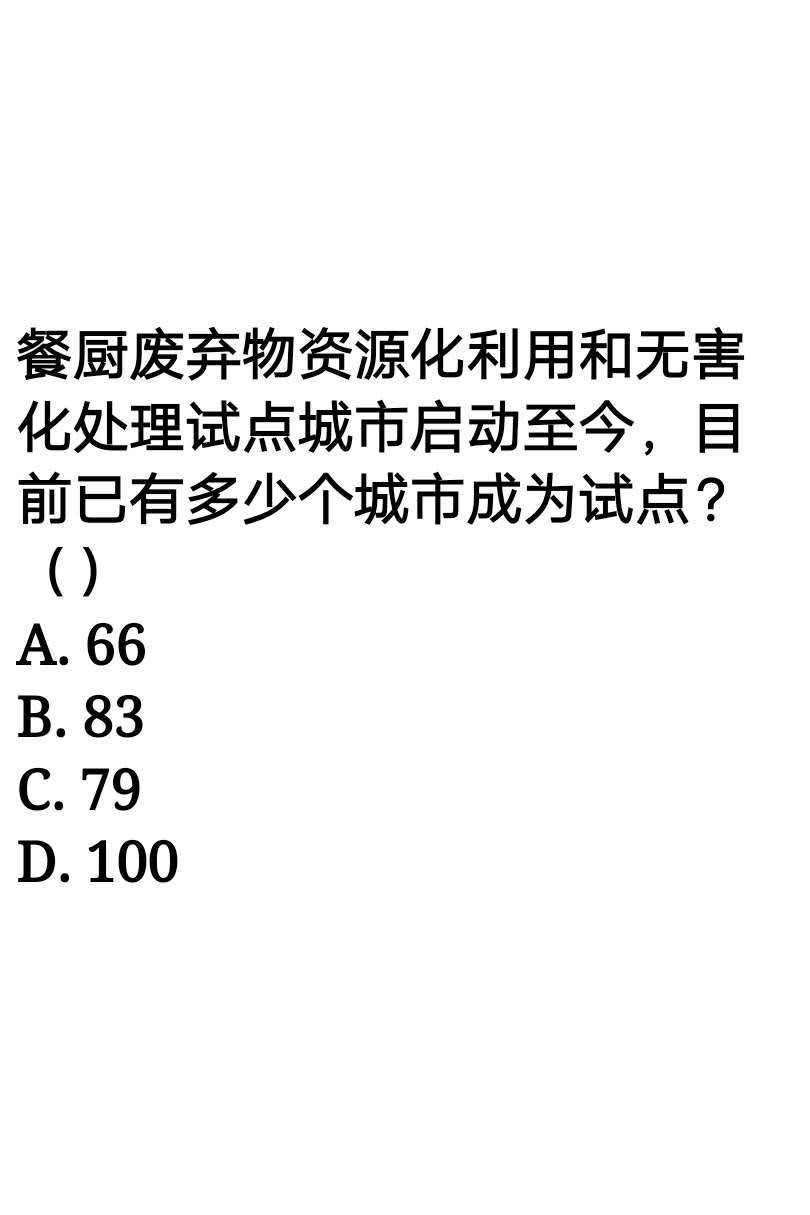 餐厨废弃物资源化利用和无害
化处理试点城市启动至今，目
前已有多少个城市成为试点？
（ ）
A. 66
B. 83
C. 79
D. 100